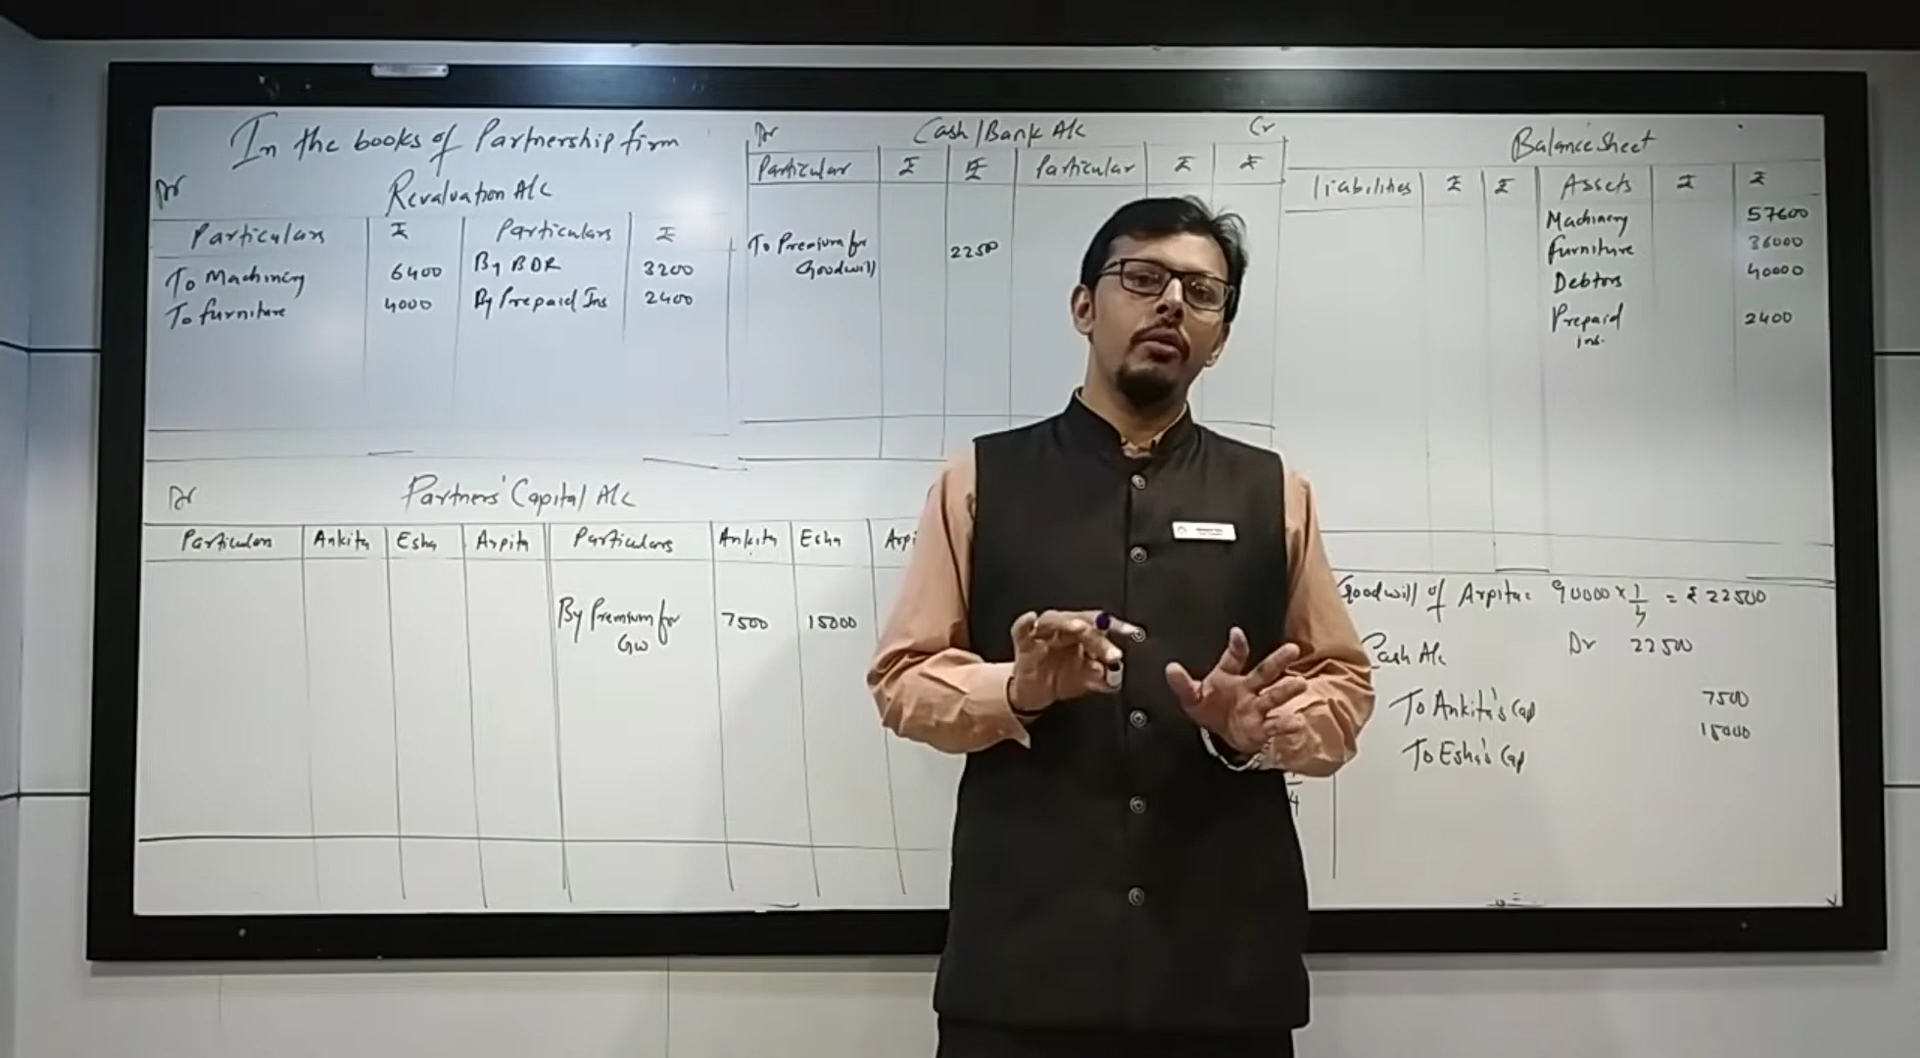 In the books of Partnership firm
Dr Revaluation A/c
Particulars ₹ Particulars ₹
To Machinery 6400 By BDR 3200
To furniture 4000 By Prepaid Ins 2400
Dr Cash/Bank A/c Cr
Particular ₹ ₹ Particular ₹ ₹
To Premium for
Goodwill 22500
Balance Sheet
Liabilities ₹ ₹ Assets ₹ ₹
Machinery 57600
Furniture 36000
Debtors 40000
Prepaid 2400
ins.
Dr Partners' Capital A/c
Particulars Ankita Esha Arpita Particulars Ankita Esha Arpi
By Premium for 7500 15000
GW
Goodwill of Arpita = 90000 × 1/4 = ₹ 22500
Cash A/c Dr 22500
To Ankita's Cap 7500
To Esha's Cap 15000
4